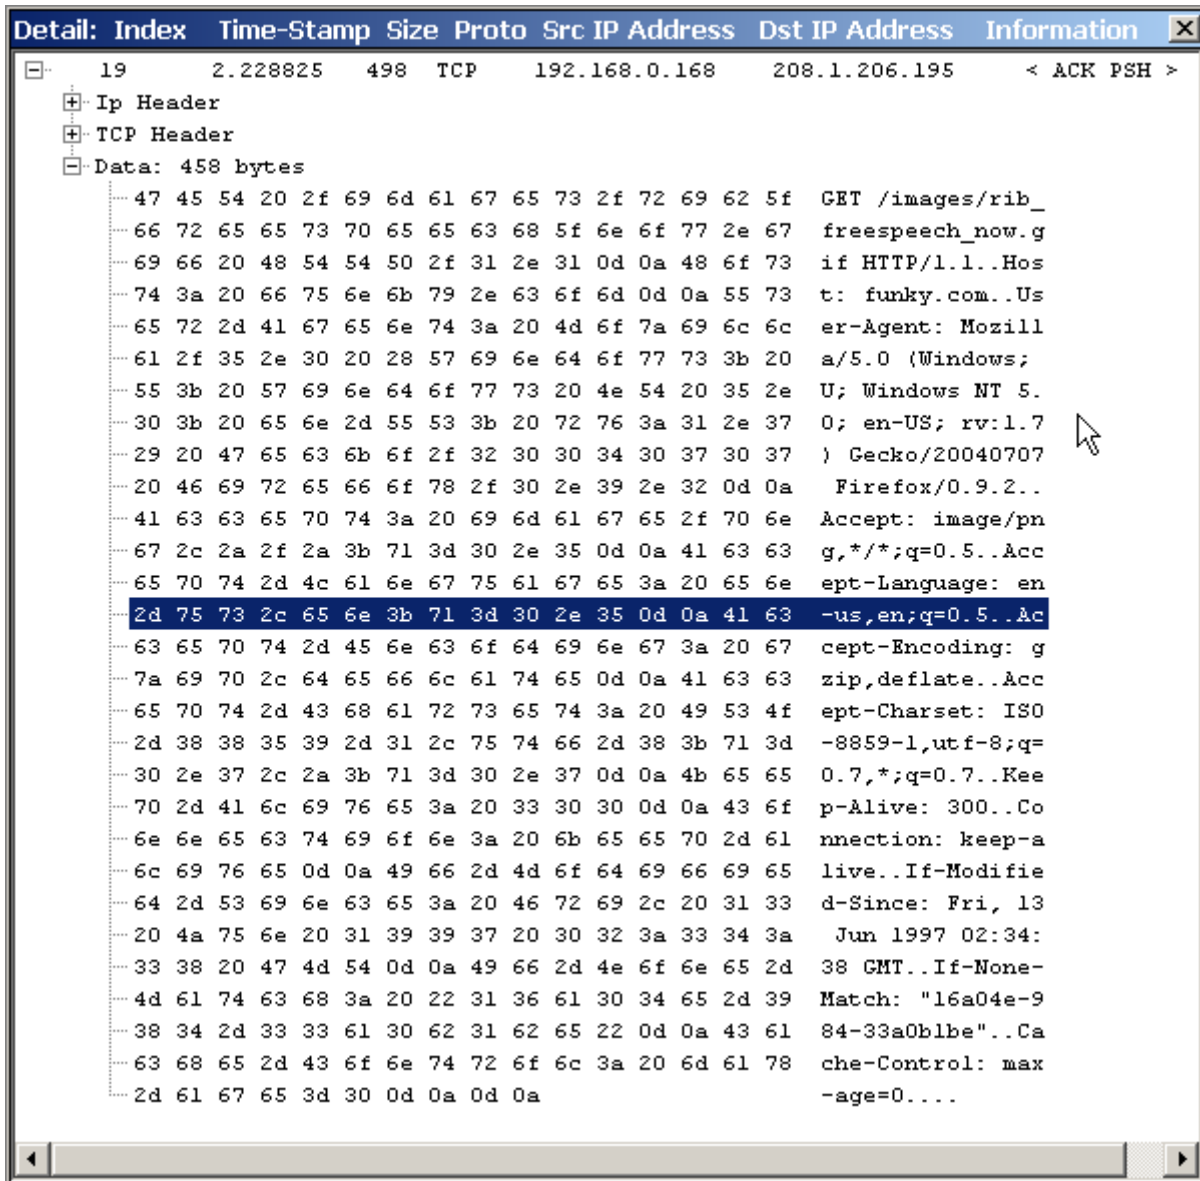 Detail: Index Time-Stamp Size Proto Src IP Address Dst IP Address Information
19 2.228825 498 TCP 192.168.0.168 208.1.206.195 < ACK PSH >
Ip Header
TCP Header
Data: 458 bytes
47 45 54 20 2f 69 6d 61 67 65 73 2f 72 69 62 5f GET /images/rib_
66 72 65 65 73 70 65 65 63 68 5f 6e 6f 77 2e 67 freespeech_now.g
69 66 20 48 54 54 50 2f 31 2e 31 0d 0a 48 6f 73 if HTTP/1.1..Hos
74 3a 20 66 75 6e 6b 79 2e 63 6f 6d 0d 0a 55 73 t: funky.com..Us
65 72 2d 41 67 65 6e 74 3a 20 4d 6f 7a 69 6c 6c er-Agent: Mozill
61 2f 35 2e 30 20 28 57 69 6e 64 6f 77 73 3b 20 a/5.0 (Windows;
55 3b 20 57 69 6e 64 6f 77 73 20 4e 54 20 35 2e U; Windows NT 5.
30 3b 20 65 6e 2d 55 53 3b 20 72 76 3a 31 2e 37 0; en-US; rv:1.7
29 20 47 65 63 6b 6f 2f 32 30 30 34 30 37 30 37 ) Gecko/20040707
20 46 69 72 65 66 6f 78 2f 30 2e 39 2e 32 0d 0a Firefox/0.9.2..
41 63 63 65 70 74 3a 20 69 6d 61 67 65 2f 70 6e Accept: image/pn
67 2c 2a 2f 2a 3b 71 3d 30 2e 35 0d 0a 41 63 63 g,*/*;q=0.5..Acc
65 70 74 2d 4c 61 6e 67 75 61 67 65 3a 20 65 6e ept-Language: en
2d 75 73 2c 65 6e 3b 71 3d 30 2e 35 0d 0a 41 63 -us,en;q=0.5..Ac
63 65 70 74 2d 45 6e 63 6f 64 69 6e 67 3a 20 67 cept-Encoding: g
7a 69 70 2c 64 65 66 6c 61 74 65 0d 0a 41 63 63 zip,deflate..Acc
65 70 74 2d 43 68 61 72 73 65 74 3a 20 49 53 4f ept-Charset: ISO
2d 38 38 35 39 2d 31 2c 75 74 66 2d 38 3b 71 3d -8859-1,utf-8;q=
30 2e 37 2c 2a 3b 71 3d 30 2e 37 0d 0a 4b 65 65 0.7,*;q=0.7..Kee
70 2d 41 6c 69 76 65 3a 20 33 30 30 0d 0a 43 6f p-Alive: 300..Co
6e 6e 65 63 74 69 6f 6e 3a 20 6b 65 65 70 2d 61 nnection: keep-a
6c 69 76 65 0d 0a 49 66 2d 4d 6f 64 69 66 69 65 live..If-Modifie
64 2d 53 69 6e 63 65 3a 20 46 72 69 2c 20 31 33 d-Since: Fri, 13
20 4a 75 6e 20 31 39 39 37 20 30 32 3a 33 34 3a Jun 1997 02:34:
33 38 20 47 4d 54 0d 0a 49 66 2d 4e 6f 6e 65 2d 38 GMT..If-None-
4d 61 74 63 68 3a 20 22 31 36 61 30 34 65 2d 39 Match: "16a04e-9
38 34 2d 33 33 61 30 62 31 62 65 22 0d 0a 43 61 84-33a0b1be"..Ca
63 68 65 2d 43 6f 6e 74 72 6f 6c 3a 20 6d 61 78 che-Control: max
2d 61 67 65 3d 30 0d 0a 0d 0a -age=0....